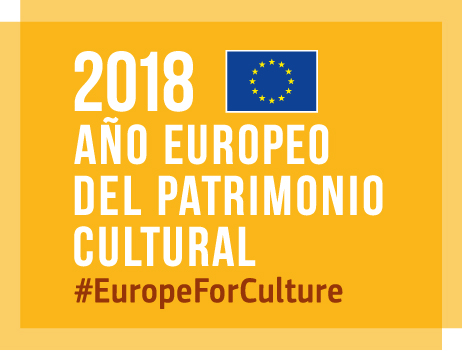 2018
AÑO EUROPEO
DEL PATRIMONIO
CULTURAL
#EuropeForCulture